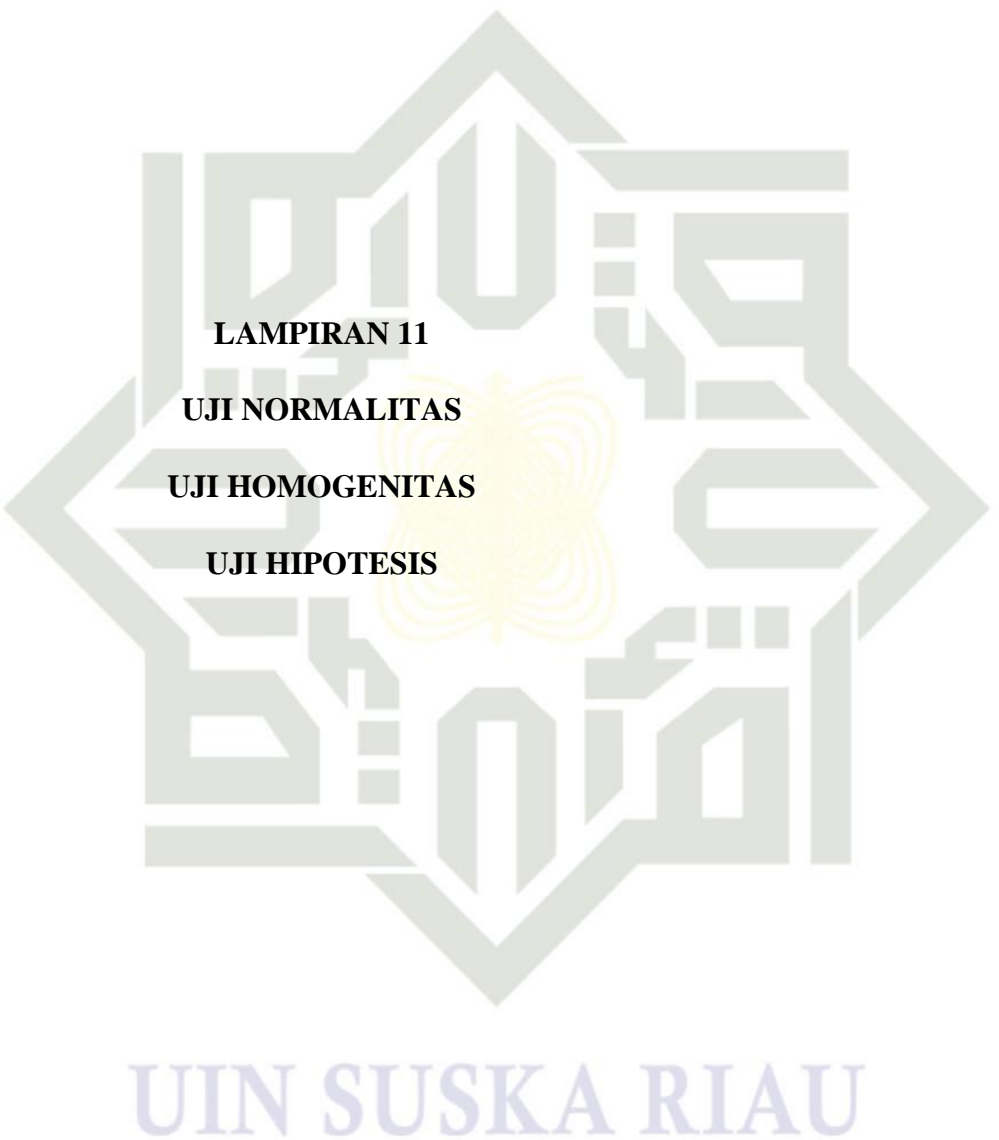 LAMPIRAN 11
UJI NORMALITAS
UJI HOMOGENITAS
UJI HIPOTESIS
UIN SUSKA RIAU